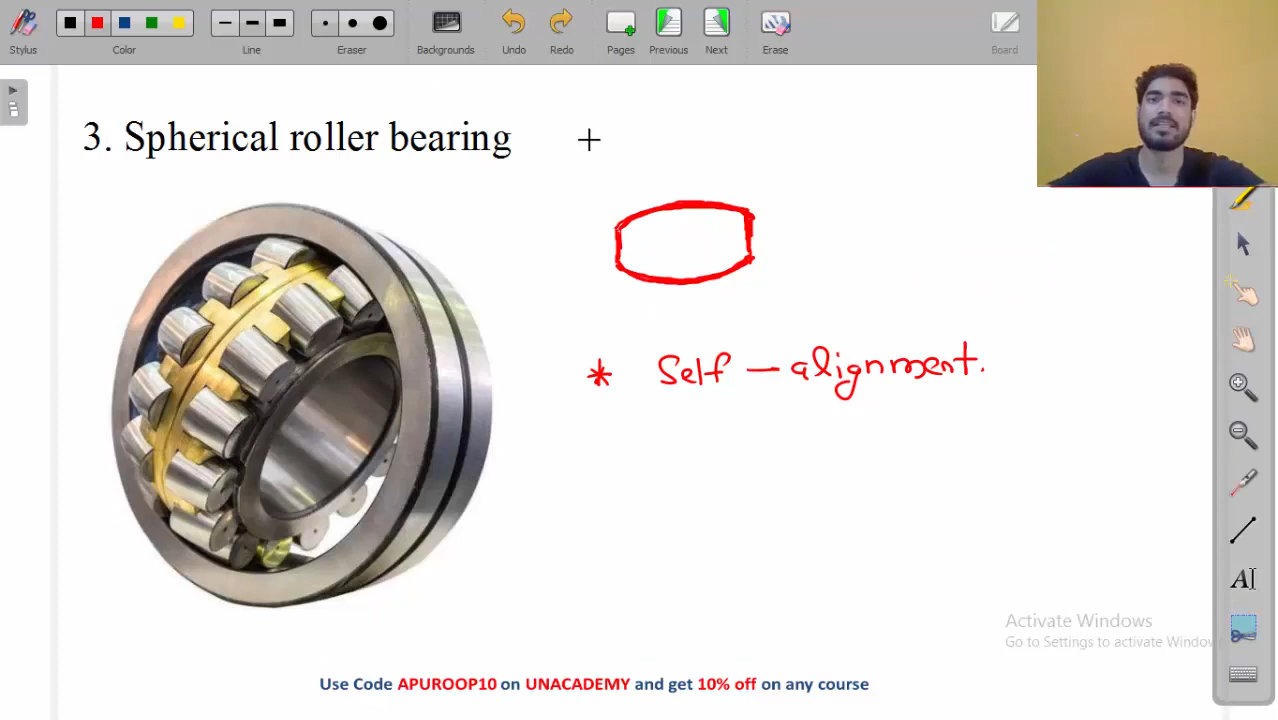 Stylus
Color
Line
Eraser
Backgrounds
Undo
Redo
Pages
Previous
Next
Erase
Board
3. Spherical roller bearing
* Self - alignment.
Activate Windows
Go to Settings to activate Windows
Use Code APUROOP10 on UNACADEMY and get 10% off on any course